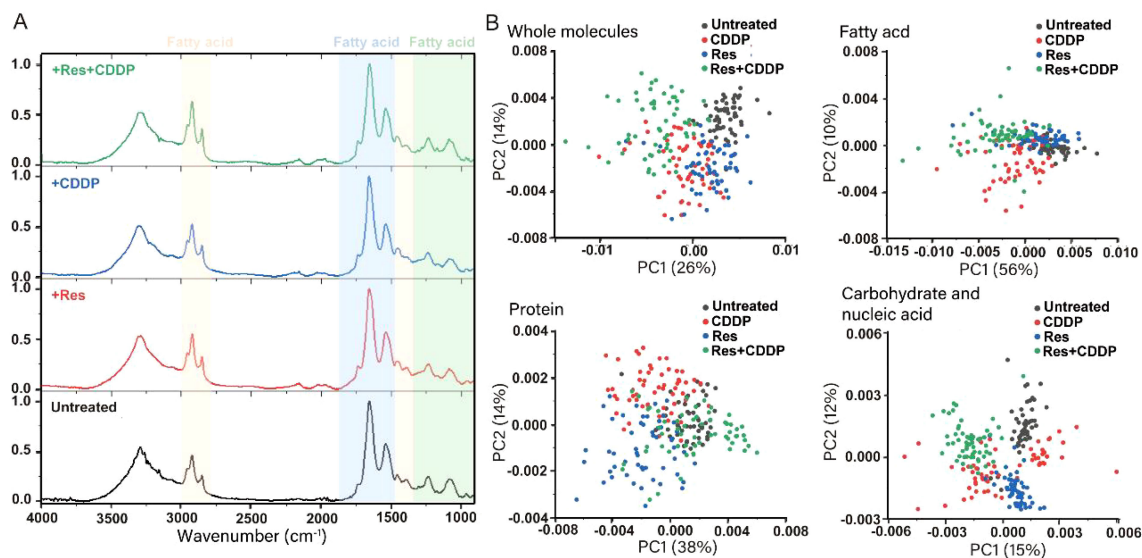 A
Fatty acid
Fatty acid
Fatty acid
+Res+CDDP
1.0
0.5
0.0
+CDDP
1.0
0.5
0.0
+Res
1.0
0.5
0.0
Untreated
1.0
0.5
0.0
4000 3500 3000 2500 2000 1500 1000
Wavenumber (cm⁻¹)
B
Whole molecules
Untreated
CDDP
Res
Res+CDDP
0.008
0.004
0.000
-0.004
-0.008
PC2 (14%)
-0.01 0.00 0.01
PC1 (26%)
Fatty acd
Untreated
CDDP
Res
Res+CDDP
0.008
0.004
0.000
-0.004
-0.008
PC2 (10%)
-0.015 -0.010 -0.005 0.000 0.005 0.010
PC1 (56%)
Protein
Untreated
CDDP
Res
Res+CDDP
0.004
0.002
0.000
-0.002
-0.004
PC2 (14%)
-0.008 -0.004 0.000 0.004 0.008
PC1 (38%)
Carbohydrate and
nucleic acid
Untreated
CDDP
Res
Res+CDDP
0.006
0.003
0.000
-0.003
PC2 (12%)
-0.006 -0.003 0.000 0.003 0.006
PC1 (15%)